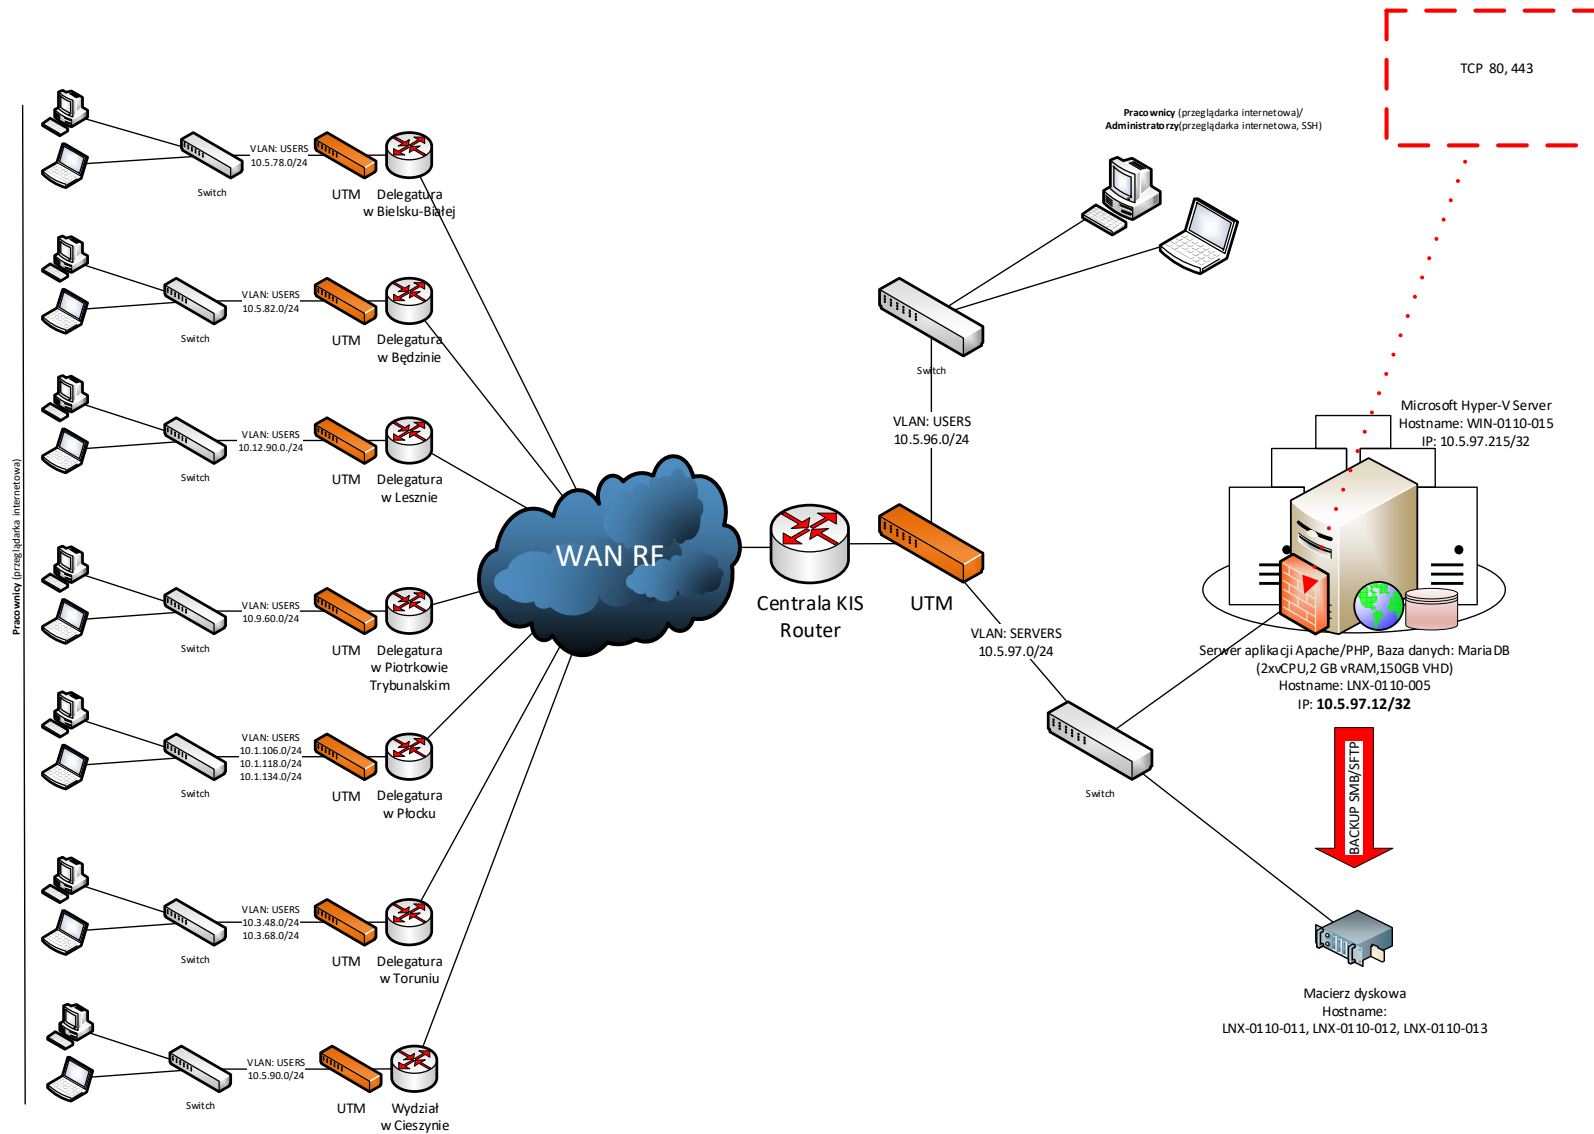 TCP 80, 443
Pracownicy (przeglądarka internetowa)/
Administratorzy(przeglądarka internetowa, SSH)
Pracownicy (przeglądarka internetowa)
VLAN: USERS
10.5.78.0/24
Switch
UTM
Delegatura
w Bielsku-Białej
VLAN: USERS
10.5.82.0/24
Switch
UTM
Delegatura
w Będzinie
VLAN: USERS
10.12.90.0./24
Switch
UTM
Delegatura
w Lesznie
VLAN: USERS
10.9.60.0/24
Switch
UTM
Delegatura
w Piotrkowie
Trybunalskim
VLAN: USERS
10.1.106.0/24
10.1.118.0/24
10.1.134.0/24
Switch
UTM
Delegatura
w Płocku
VLAN: USERS
10.3.48.0/24
10.3.68.0/24
Switch
UTM
Delegatura
w Toruniu
VLAN: USERS
10.5.90.0/24
Switch
UTM
Wydział
w Cieszynie
WAN RF
Centrala KIS
Router
UTM
Switch
VLAN: USERS
10.5.96.0/24
VLAN: SERVERS
10.5.97.0/24
Switch
Microsoft Hyper-V Server
Hostname: WIN-0110-015
IP: 10.5.97.215/32
Serwer aplikacji Apache/PHP, Baza danych: MariaDB
(2xvCPU,2 GB vRAM,150GB VHD)
Hostname: LNX-0110-005
IP: 10.5.97.12/32
BACKUP SMB/SFTP
Macierz dyskowa
Hostname:
LNX-0110-011, LNX-0110-012, LNX-0110-013